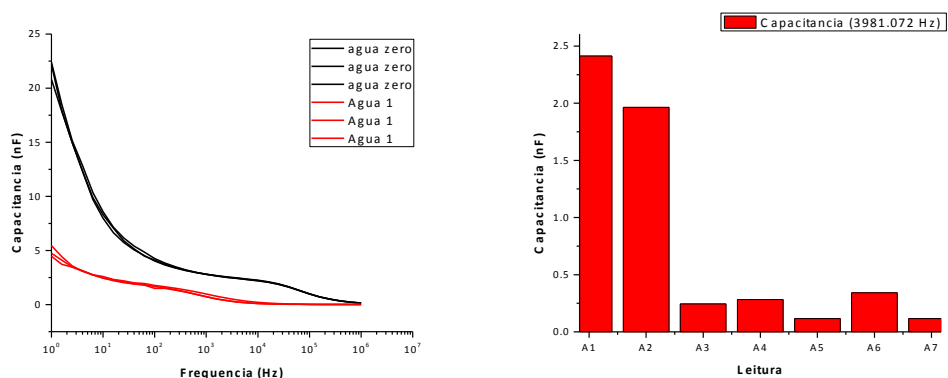 25
20
15
10
5
0
Capacitancia (nF)
agua zero
agua zero
agua zero
Agua 1
Agua 1
Agua 1
10^0 10^1 10^2 10^3 10^4 10^5 10^6 10^7
Frequencia (Hz)
Capacitancia (3981.072 Hz)
2.5
2.0
1.5
1.0
0.5
0.0
Capacitancia (nF)
A1 A2 A3 A4 A5 A6 A7
Leitura